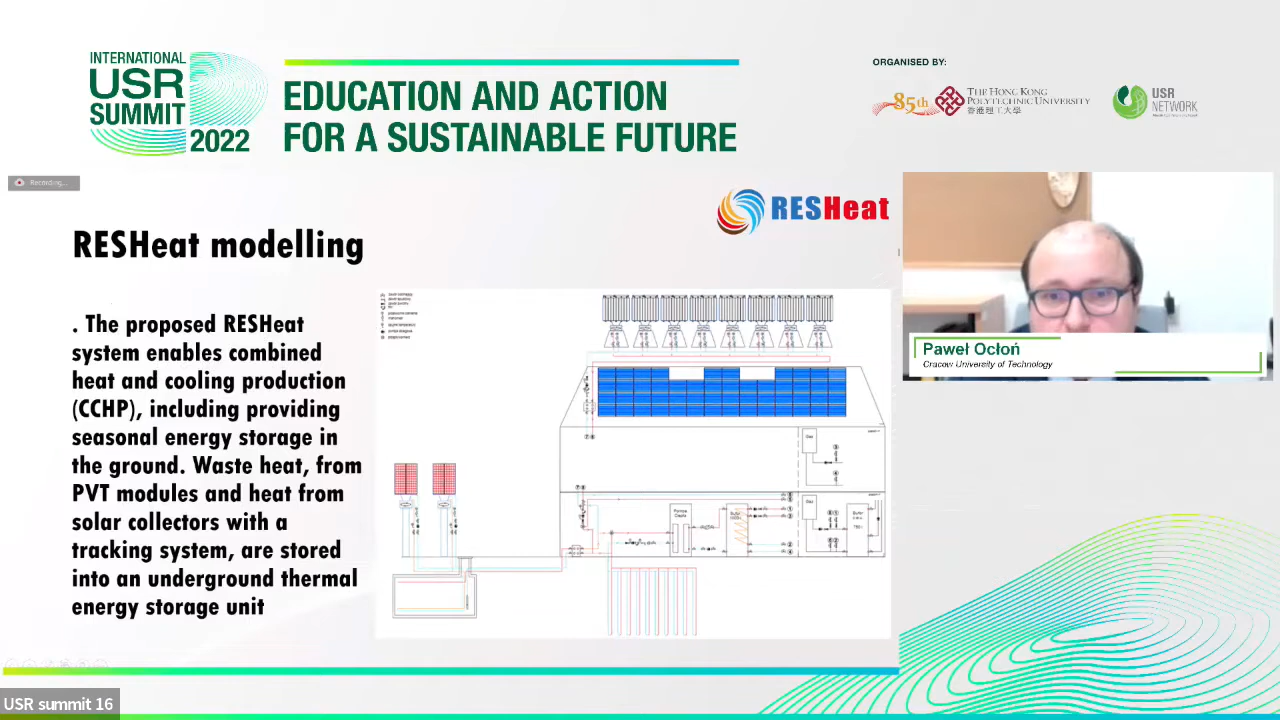 INTERNATIONAL
USR
SUMMIT
2022
EDUCATION AND ACTION
FOR A SUSTAINABLE FUTURE
ORGANISED BY:
85th
THE HONG KONG
POLYTECHNIC UNIVERSITY
香港理工大學
USR
NETWORK
Recording...
RESHeat
RESHeat modelling
. The proposed RESHeat
system enables combined
heat and cooling production
(CCHP), including providing
seasonal energy storage in
the ground. Waste heat, from
PVT modules and heat from
solar collectors with a
tracking system, are stored
into an underground thermal
energy storage unit
Paweł Ocłoń
Cracow University of Technology
Pompa
Ciepła
USR summit 16